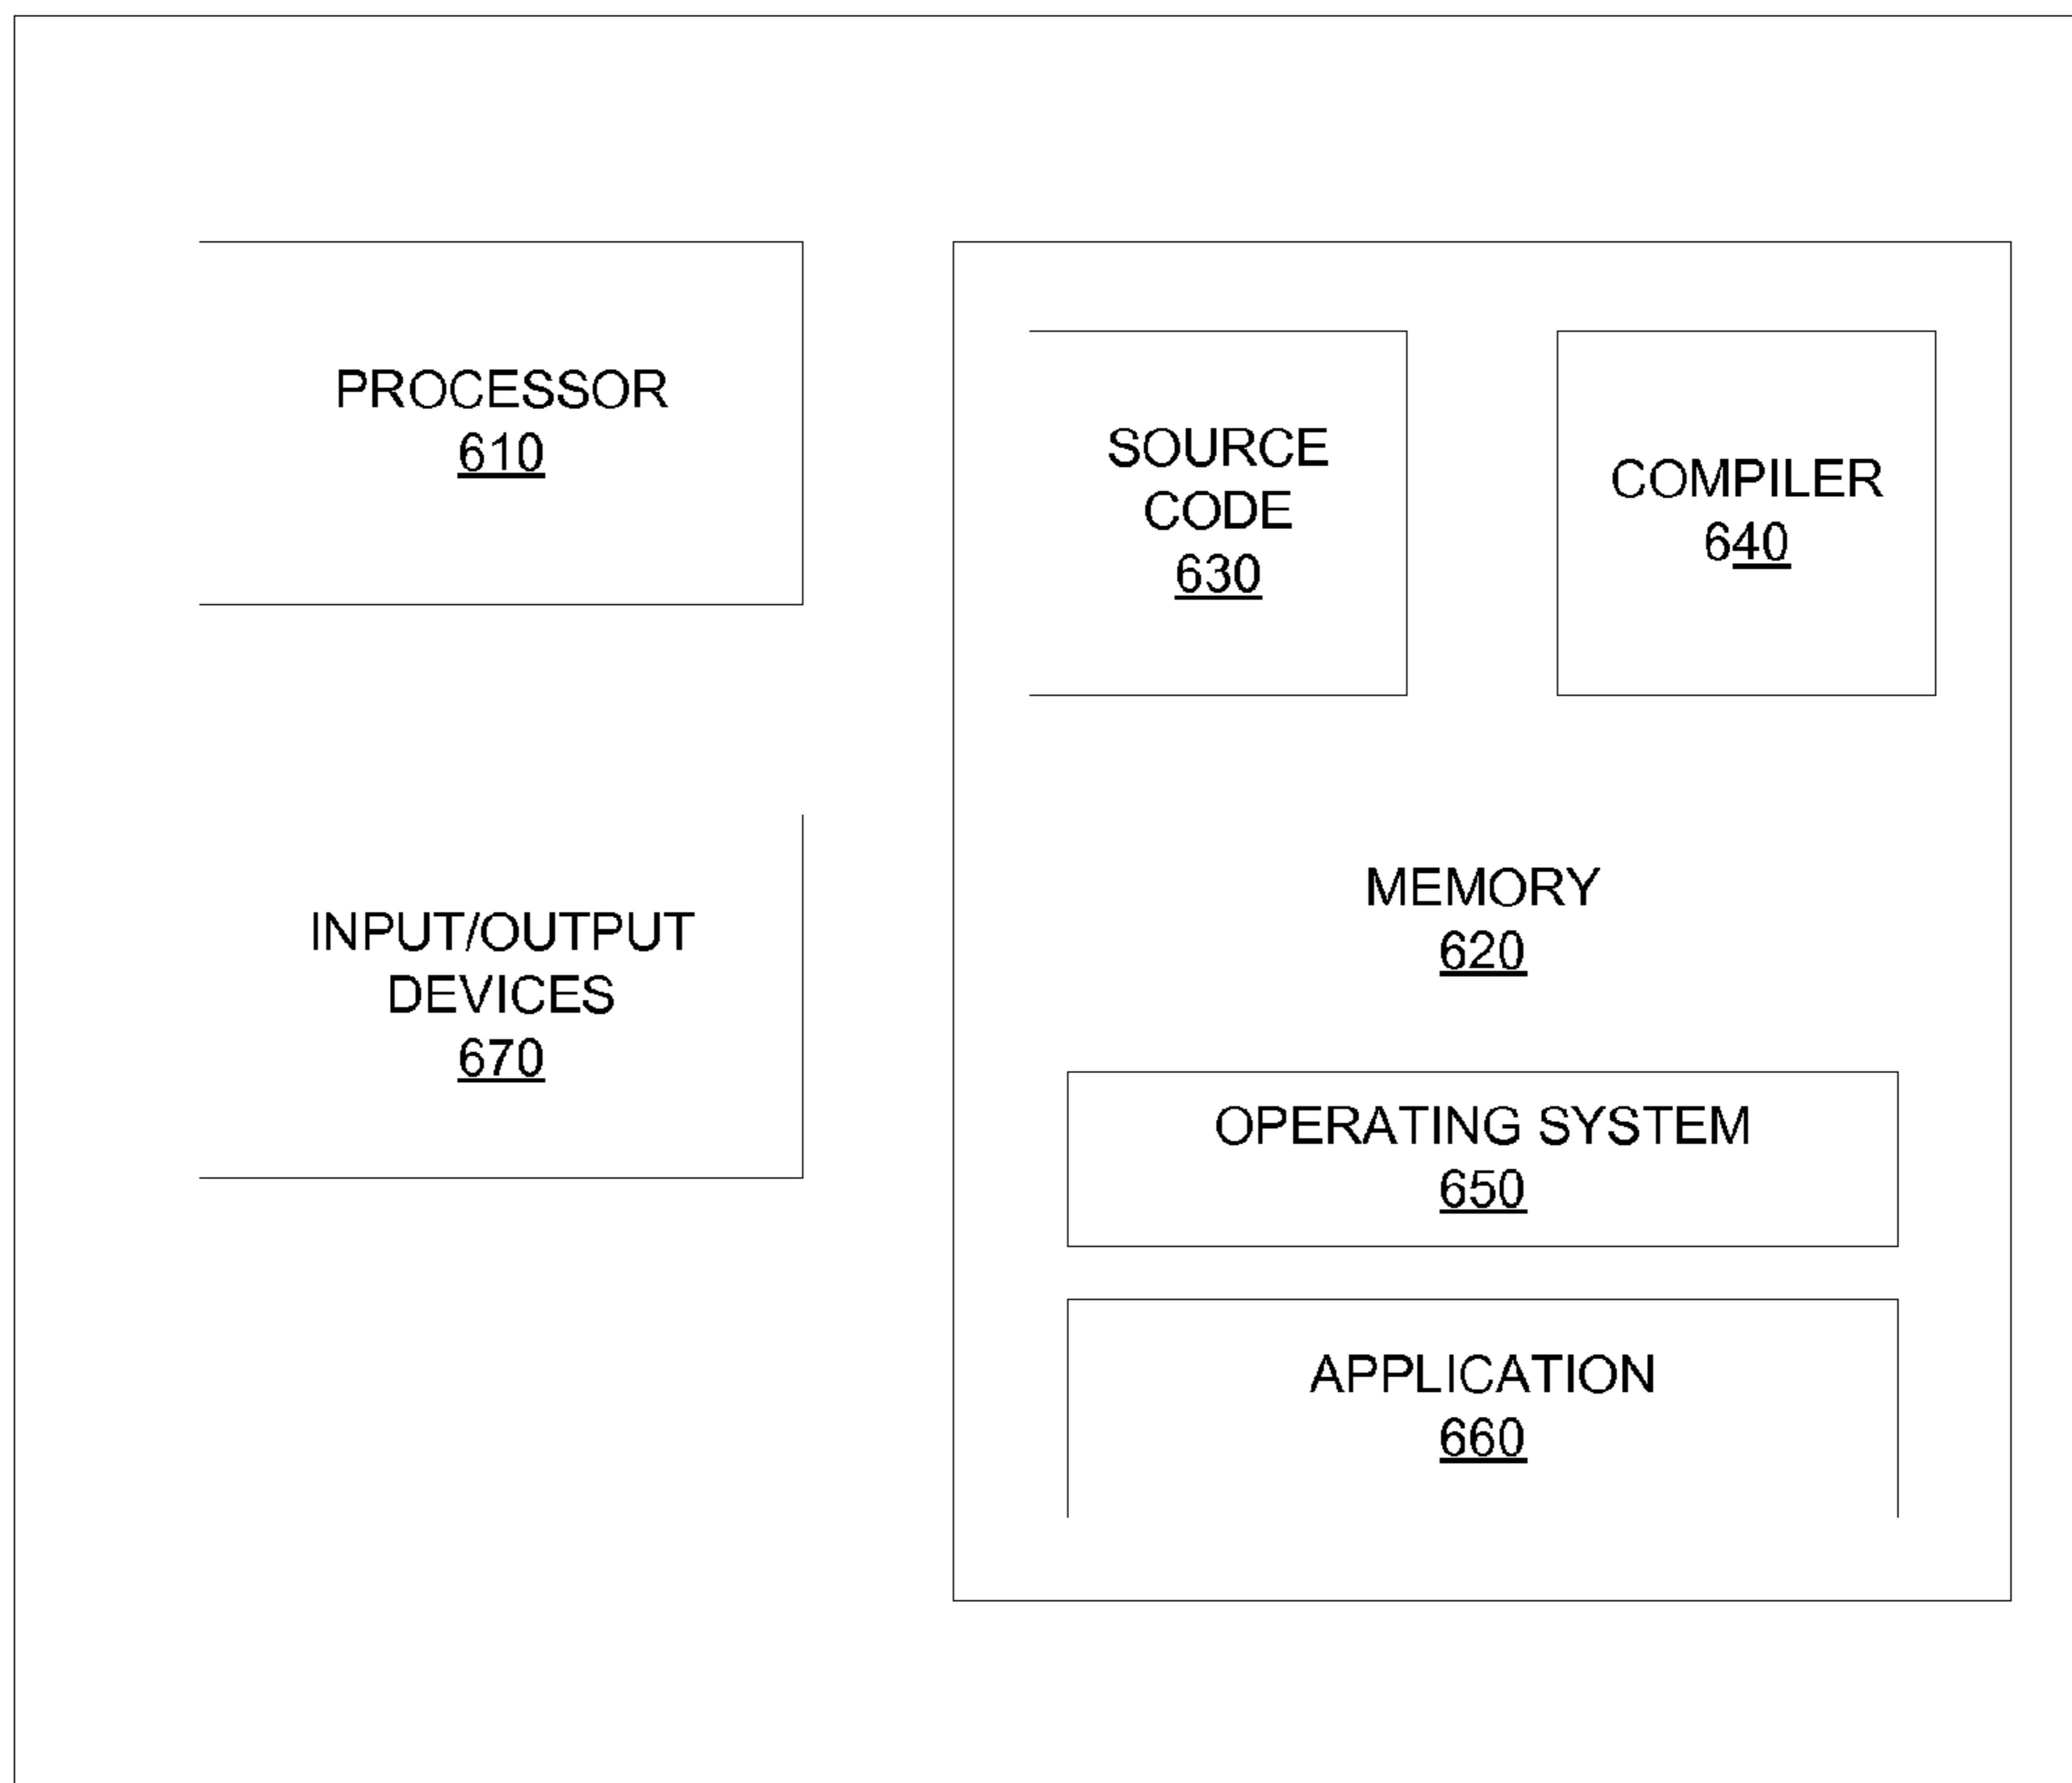 PROCESSOR
610
INPUT/OUTPUT
DEVICES
670
SOURCE
CODE
630
COMPILER
640
MEMORY
620
OPERATING SYSTEM
650
APPLICATION
660